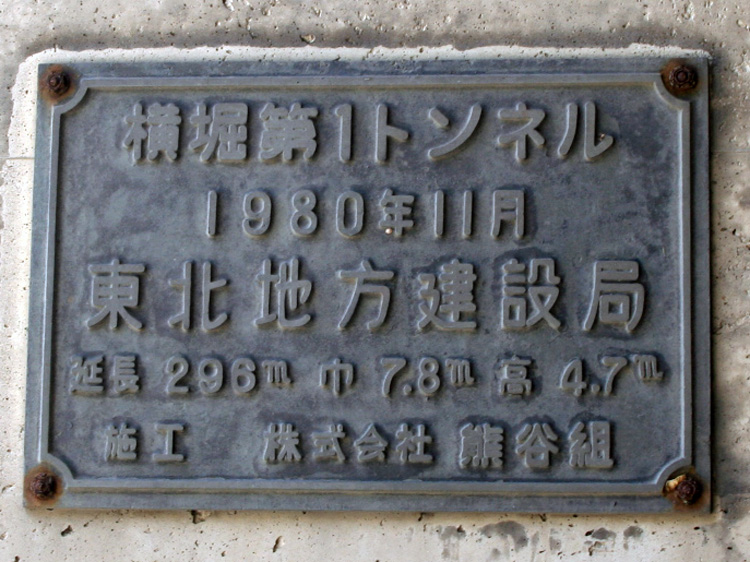 横堀第1トンネル
1980年11月
東北地方建設局
延長 296m 巾 7.8m 高 4.7m
施工 株式会社 熊谷組